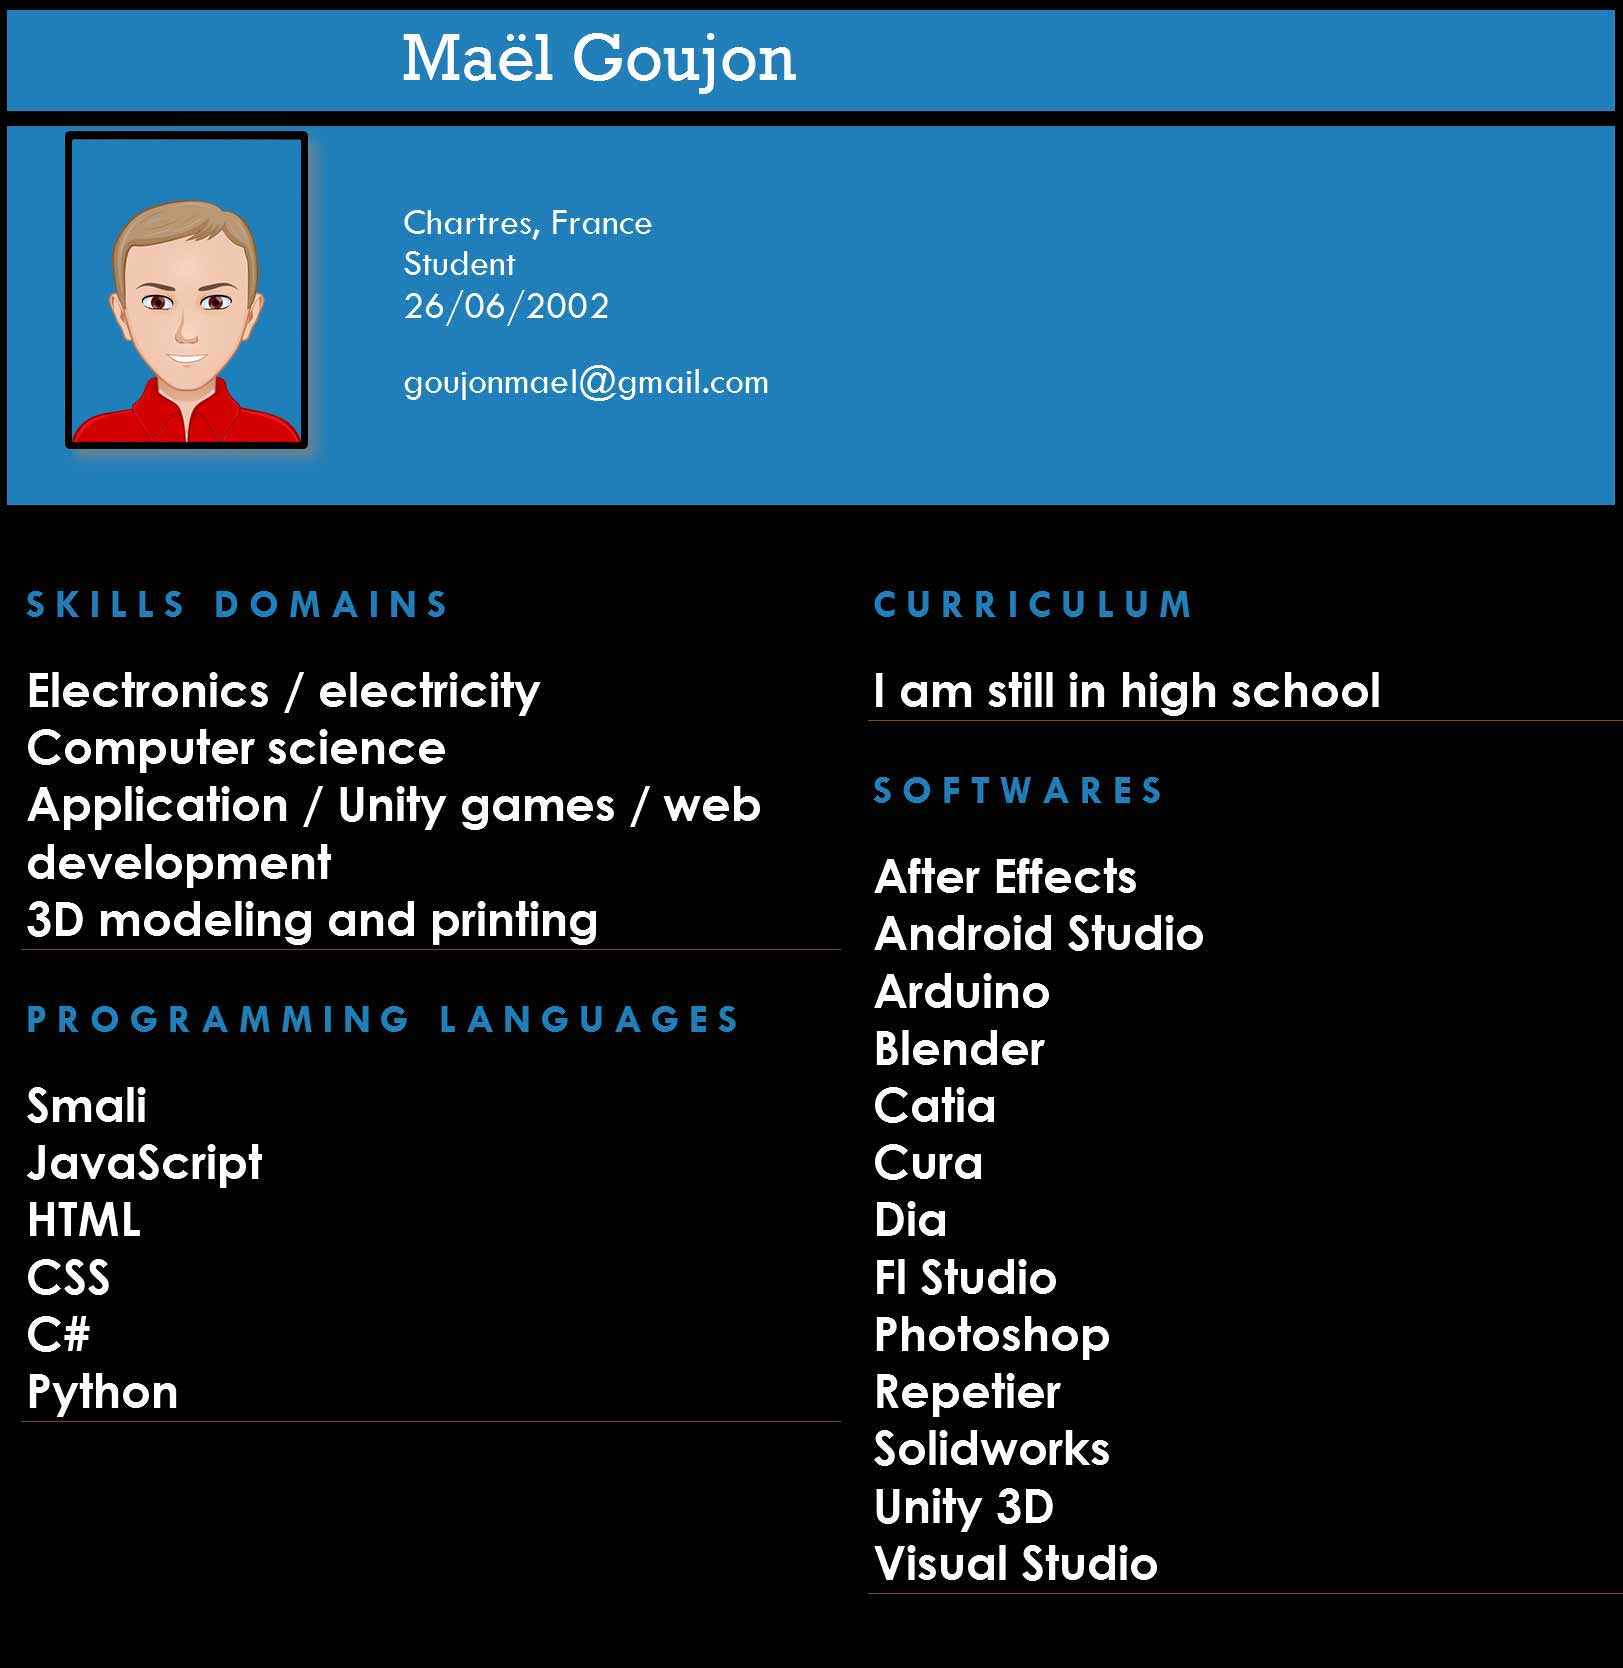 Maël Goujon
Chartres, France
Student
26/06/2002
goujonmael@gmail.com
SKILLS DOMAINS
Electronics / electricity
Computer science
Application / Unity games / web
development
3D modeling and printing
PROGRAMMING LANGUAGES
Smali
JavaScript
HTML
CSS
C#
Python
CURRICULUM
I am still in high school
SOFTWARES
After Effects
Android Studio
Arduino
Blender
Catia
Cura
Dia
Fl Studio
Photoshop
Repetier
Solidworks
Unity 3D
Visual Studio